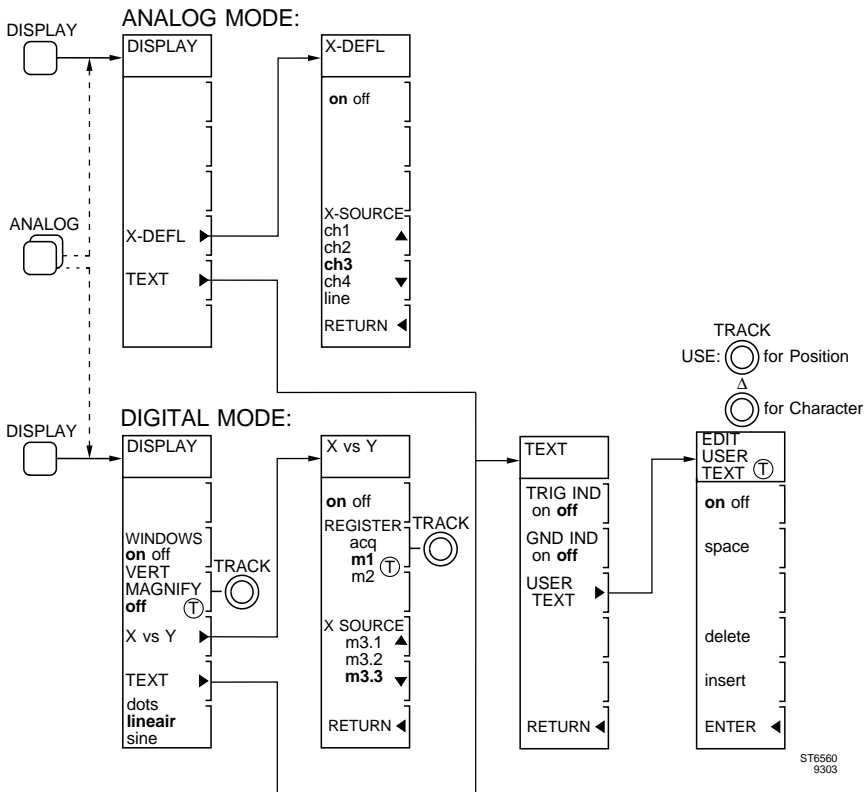 ANALOG MODE:
DISPLAY
DISPLAY
X-DEFL
TEXT
X-DEFL
on off
X-SOURCE
ch1
ch2
ch3
ch4
line
RETURN
ANALOG
TRACK
USE: for Position
Δ
for Character
DIGITAL MODE:
DISPLAY
DISPLAY
WINDOWS
on off
VERT
MAGNIFY
off T
TRACK
X vs Y
TEXT
dots
lineair
sine
X vs Y
on off
REGISTER
acq
m1
m2
T
TRACK
X SOURCE
m3.1
m3.2
m3.3
RETURN
TEXT
TRIG IND
on off
GND IND
on off
USER
TEXT
RETURN
EDIT
USER
TEXT T
on off
space
delete
insert
ENTER
ST6560
9303